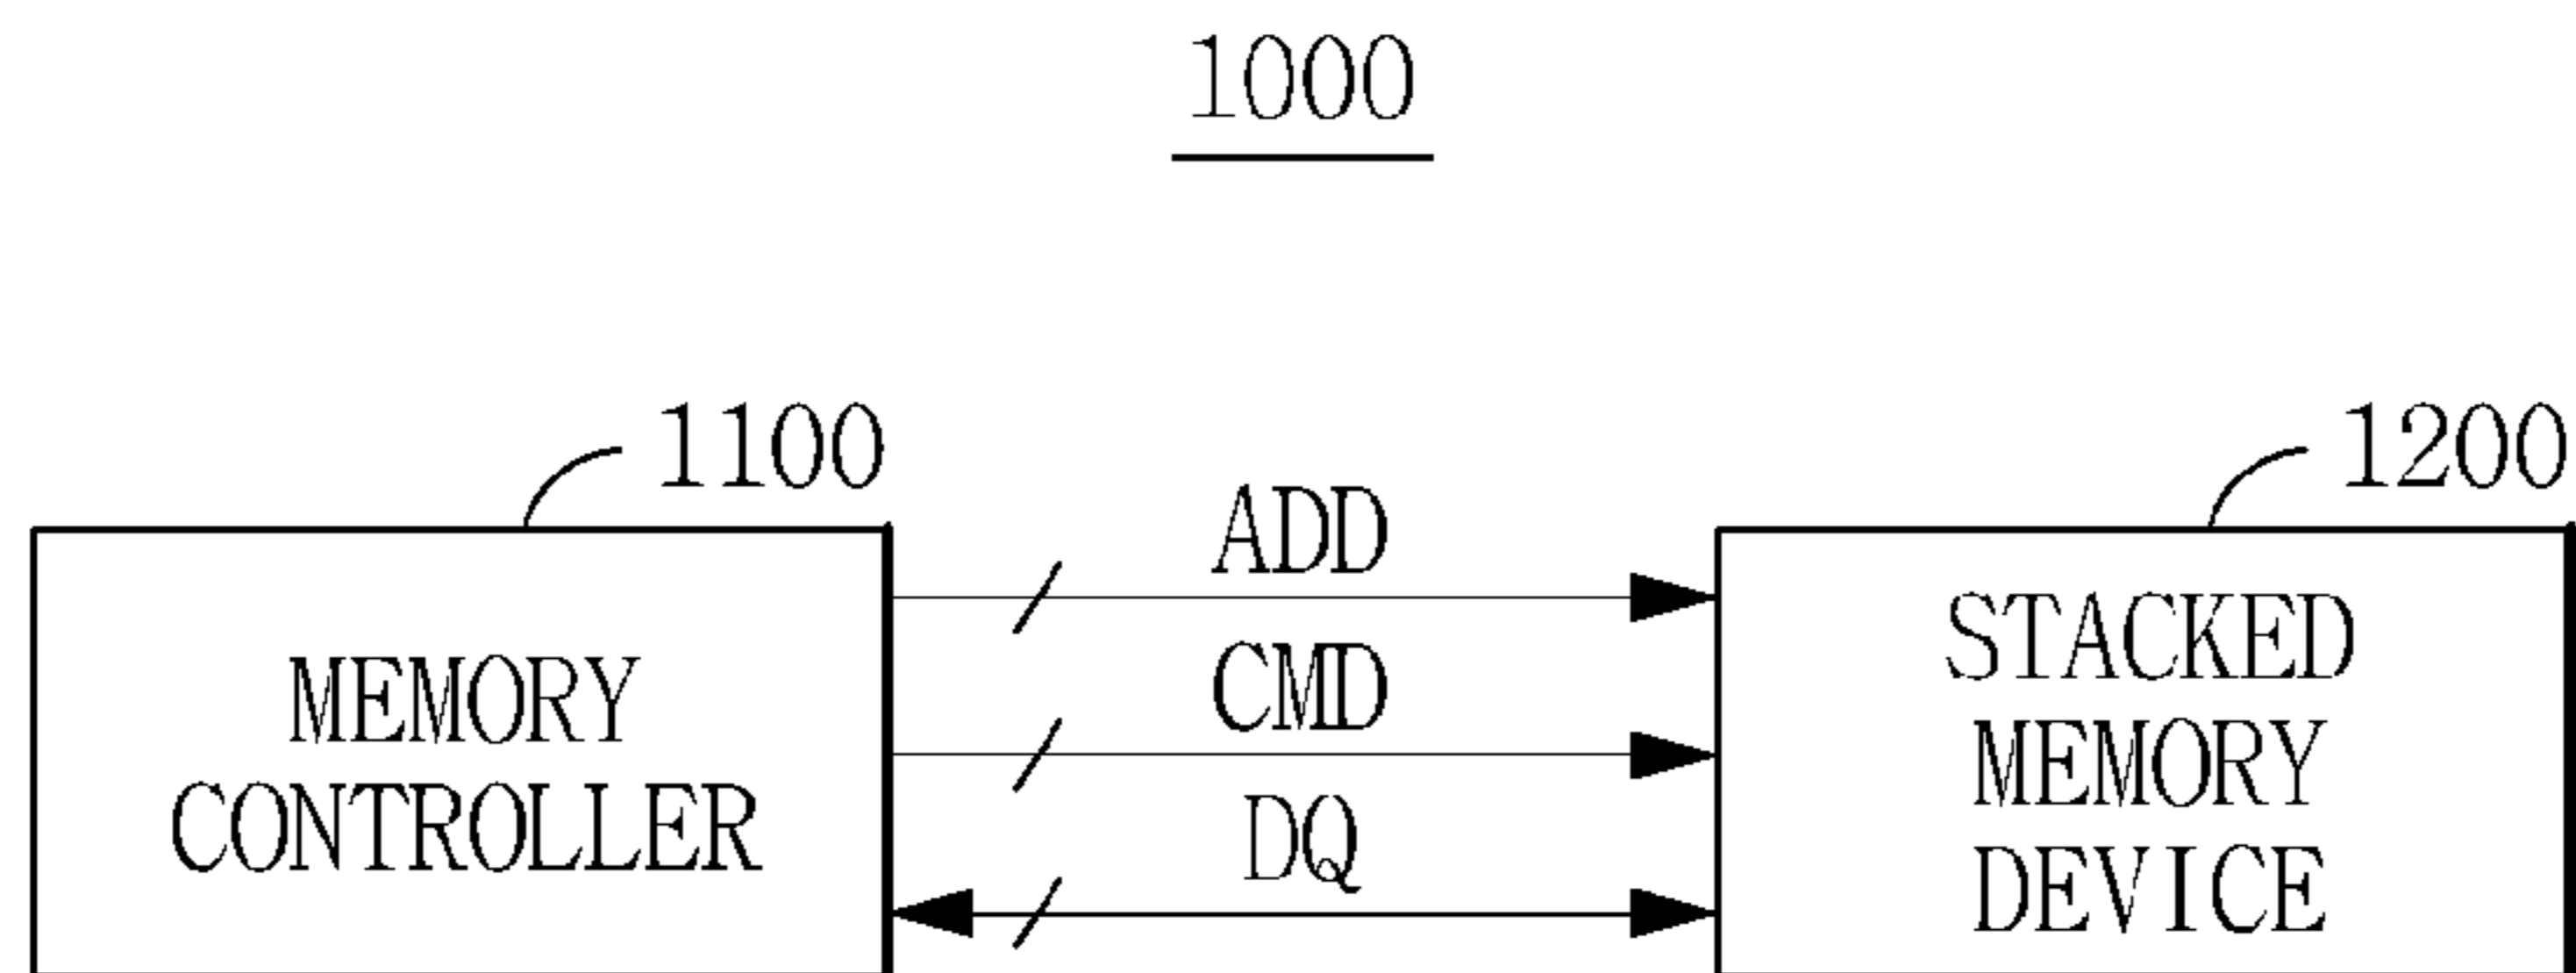 1000
1100
1200
ADD
CMD
DQ
MEMORY
CONTROLLER
STACKED
MEMORY
DEVICE